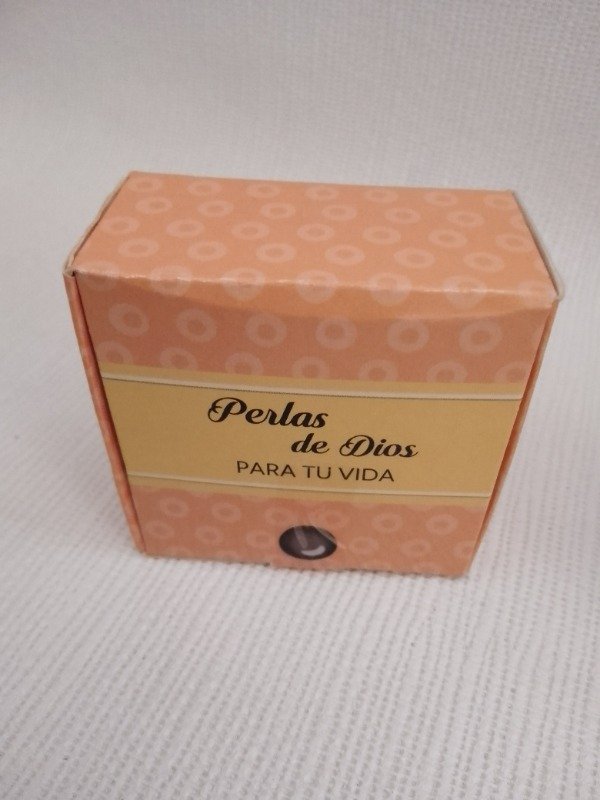 Perlas
de Dios
PARA TU VIDA